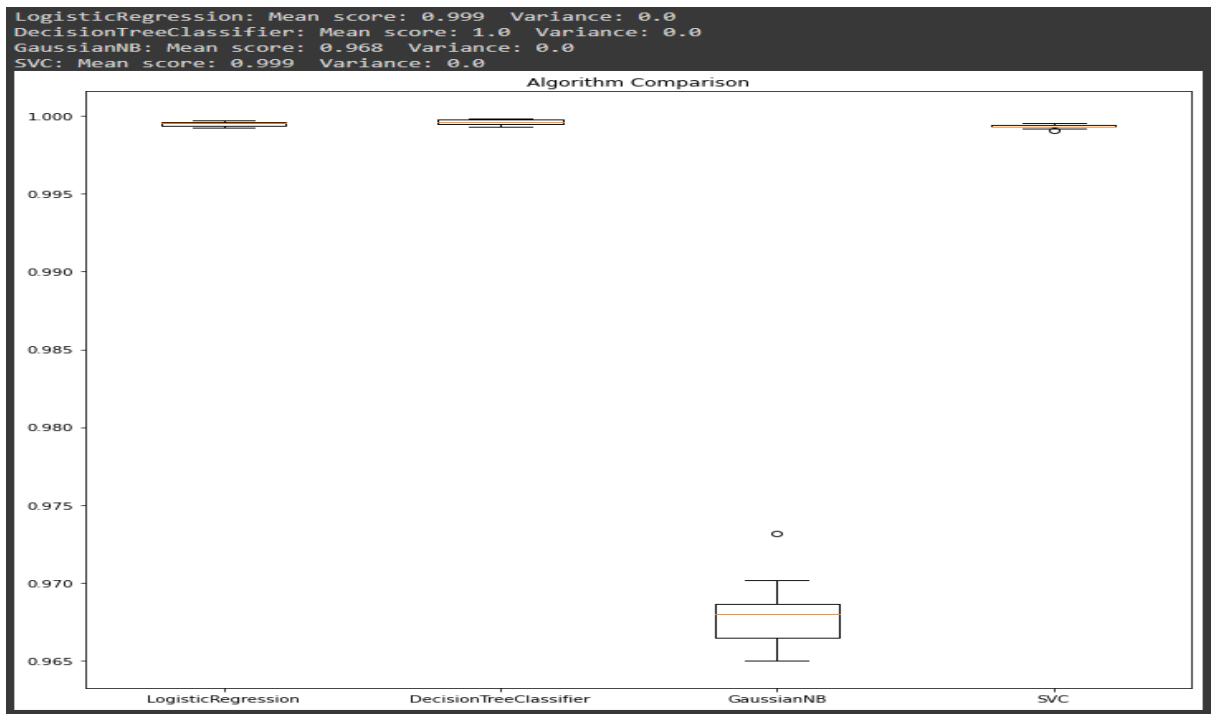 LogisticRegression: Mean score: 0.999  Variance: 0.0
DecisionTreeClassifier: Mean score: 1.0  Variance: 0.0
GaussianNB: Mean score: 0.968  Variance: 0.0
SVC: Mean score: 0.999  Variance: 0.0
Algorithm Comparison
1.000
0.995
0.990
0.985
0.980
0.975
0.970
0.965
LogisticRegression DecisionTreeClassifier GaussianNB SVC